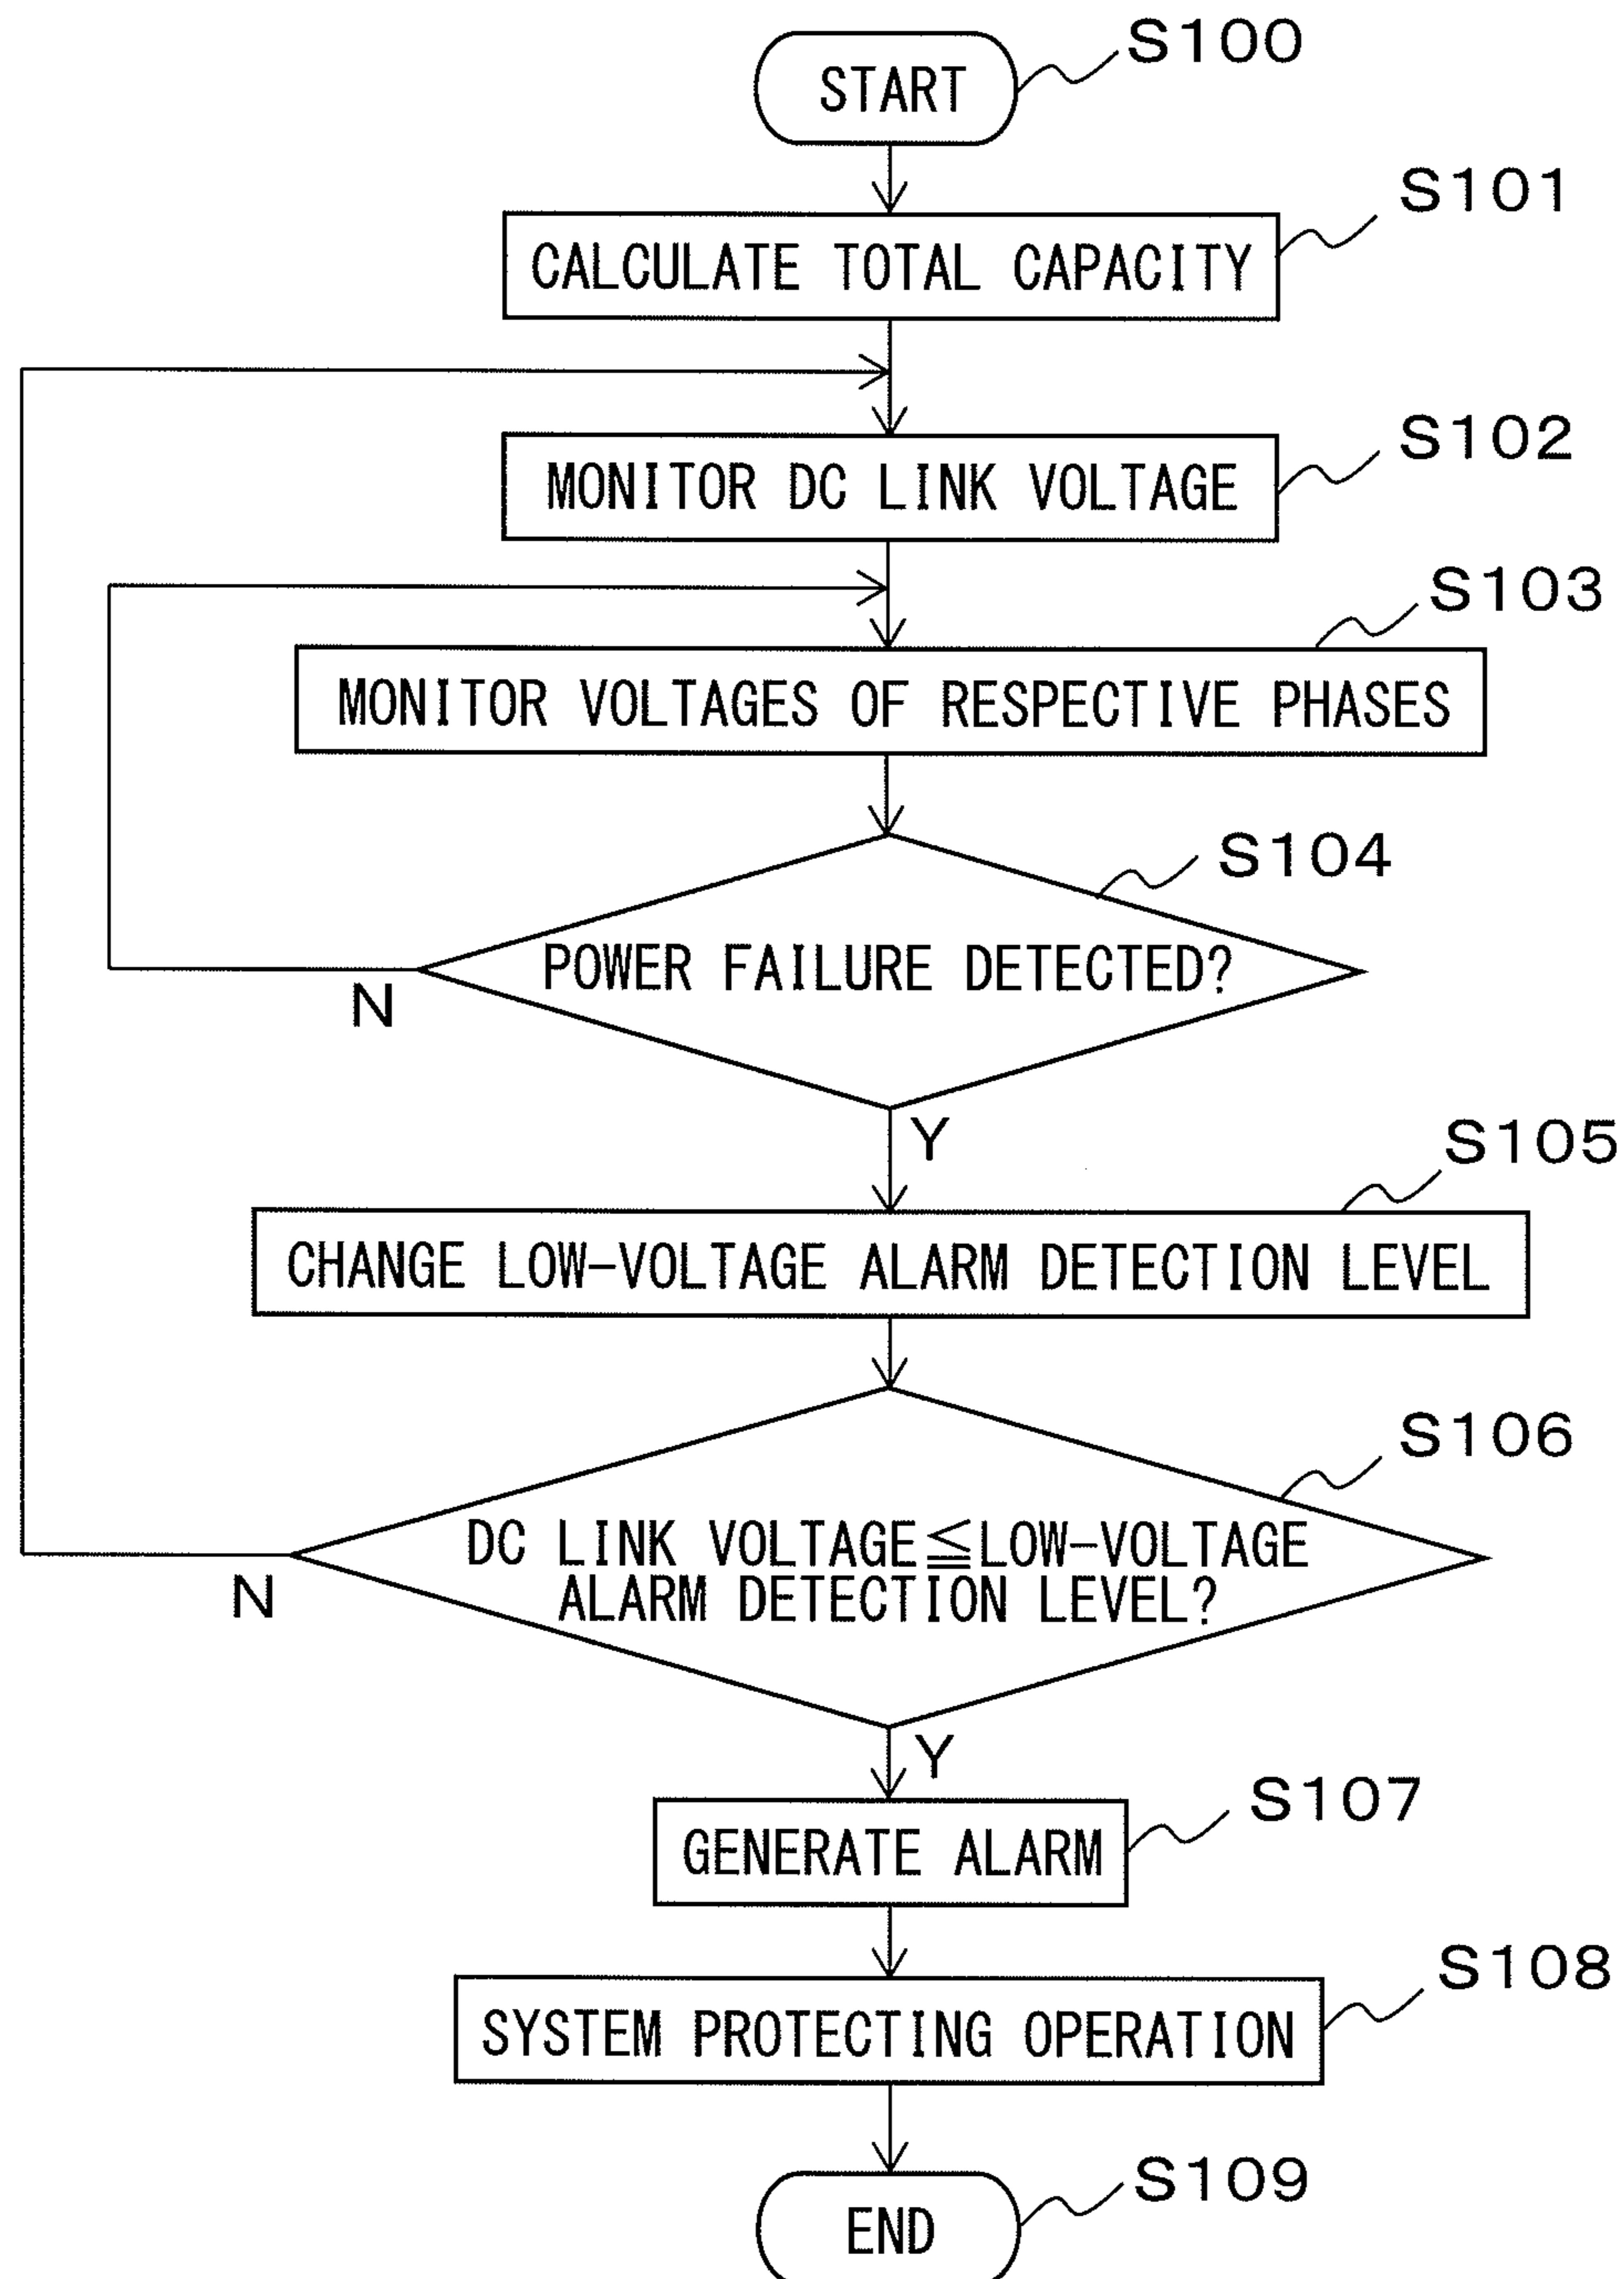 START
S100
CALCULATE TOTAL CAPACITY
S101
MONITOR DC LINK VOLTAGE
S102
MONITOR VOLTAGES OF RESPECTIVE PHASES
S103
POWER FAILURE DETECTED?
S104
N
Y
CHANGE LOW-VOLTAGE ALARM DETECTION LEVEL
S105
DC LINK VOLTAGE≦LOW-VOLTAGE
ALARM DETECTION LEVEL?
S106
N
Y
GENERATE ALARM
S107
SYSTEM PROTECTING OPERATION
S108
END
S109